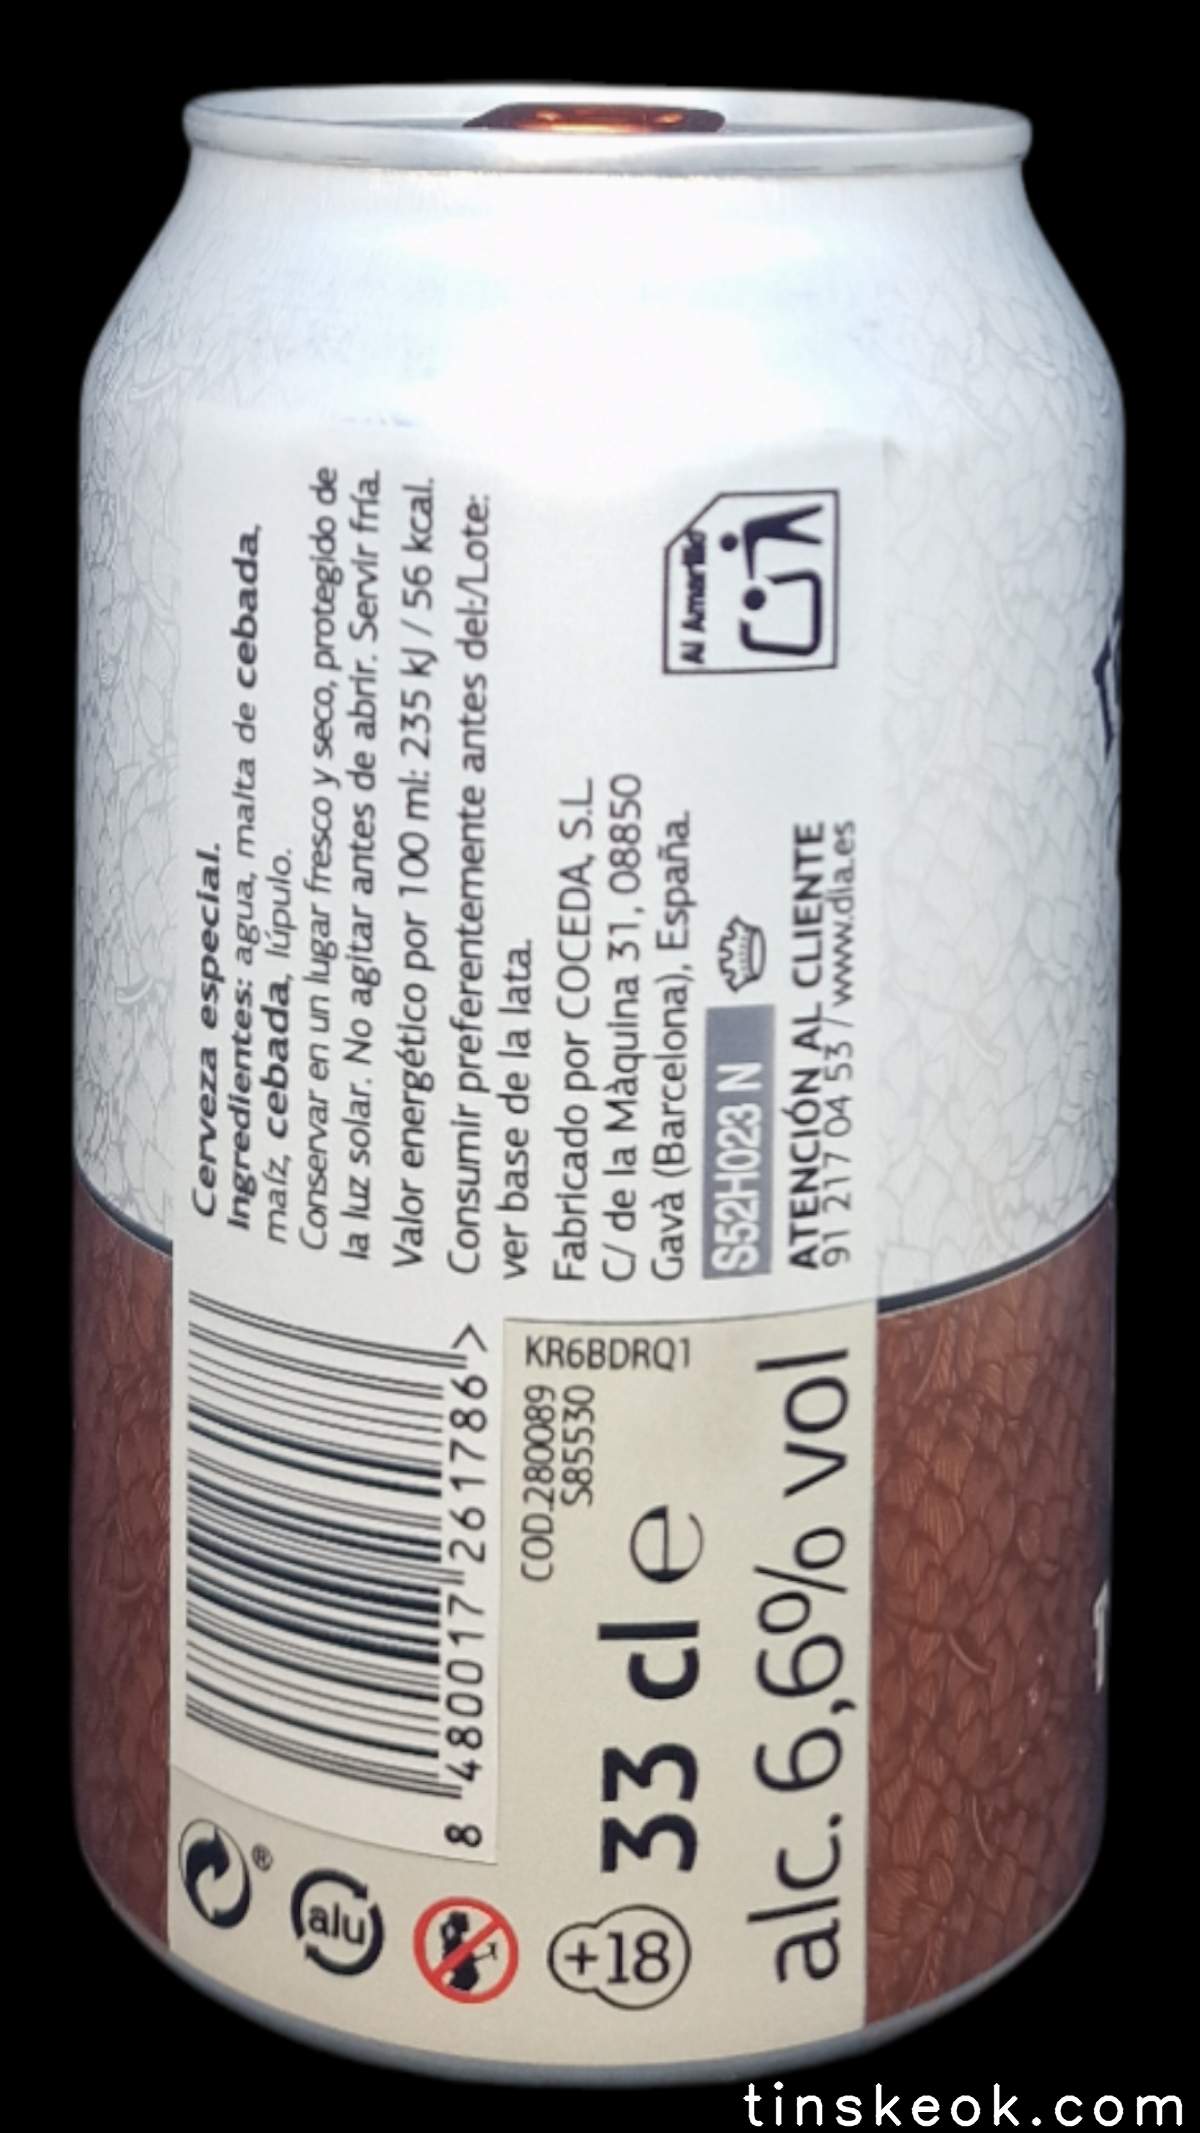 Cerveza especial.
Ingredientes: agua, malta de cebada,
maíz, cebada, lúpulo.
Conservar en un lugar fresco y seco, protegido de
la luz solar. No agitar antes de abrir. Servir fría.
Valor energético por 100 ml: 235 kJ / 56 kcal.
Consumir preferentemente antes del:/Lote:
ver base de la lata.
Fabricado por COCEDA, S.L.
C/ de la Màquina 31, 08850
Gavà (Barcelona), España.
S52H023 N
ATENCIÓN AL CLIENTE
91 217 04 53 / www.dia.es
Al Amarillo
8 480017 261786 >
COD.280089
S85530
KR6BDRQ1
33 cl e
alc. 6,6% vol
®
alu
+18
tinskeok.com